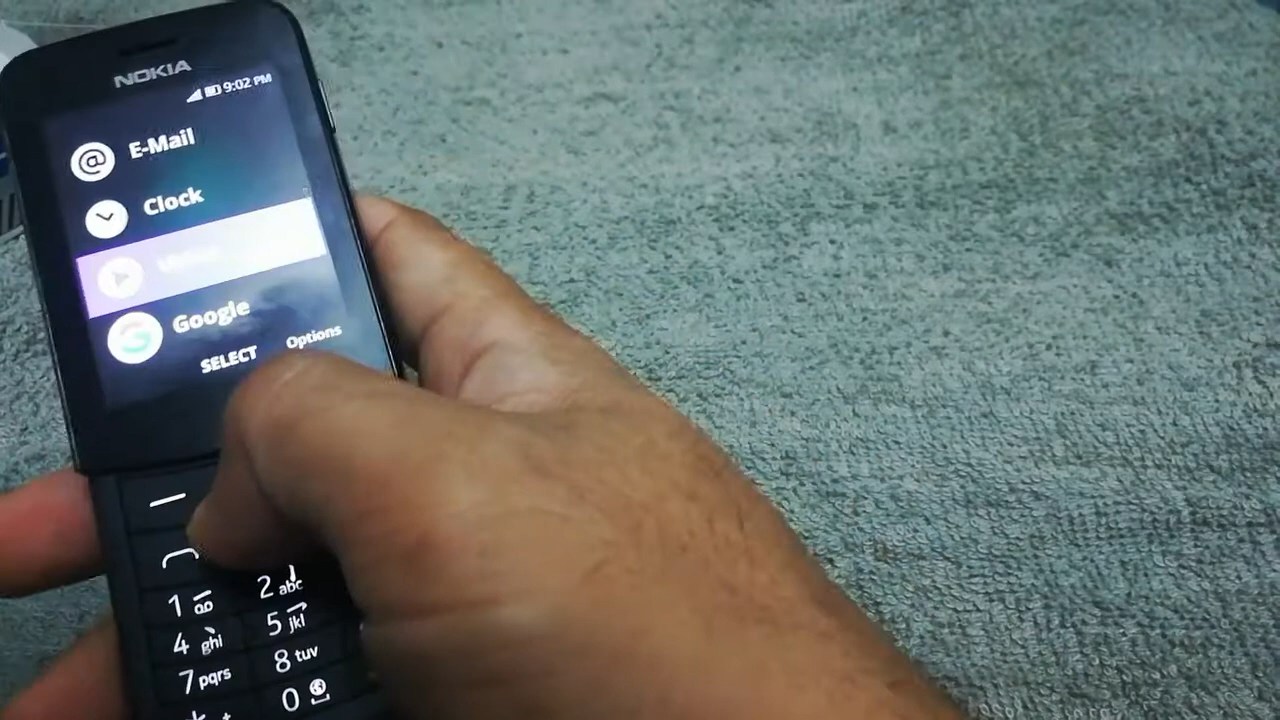 NOKIA
9:02 PM
E-Mail
Clock
Google
SELECT Options
1
2 abc
4 ghi
5 jkl
7 pqrs
8 tuv
0
* +